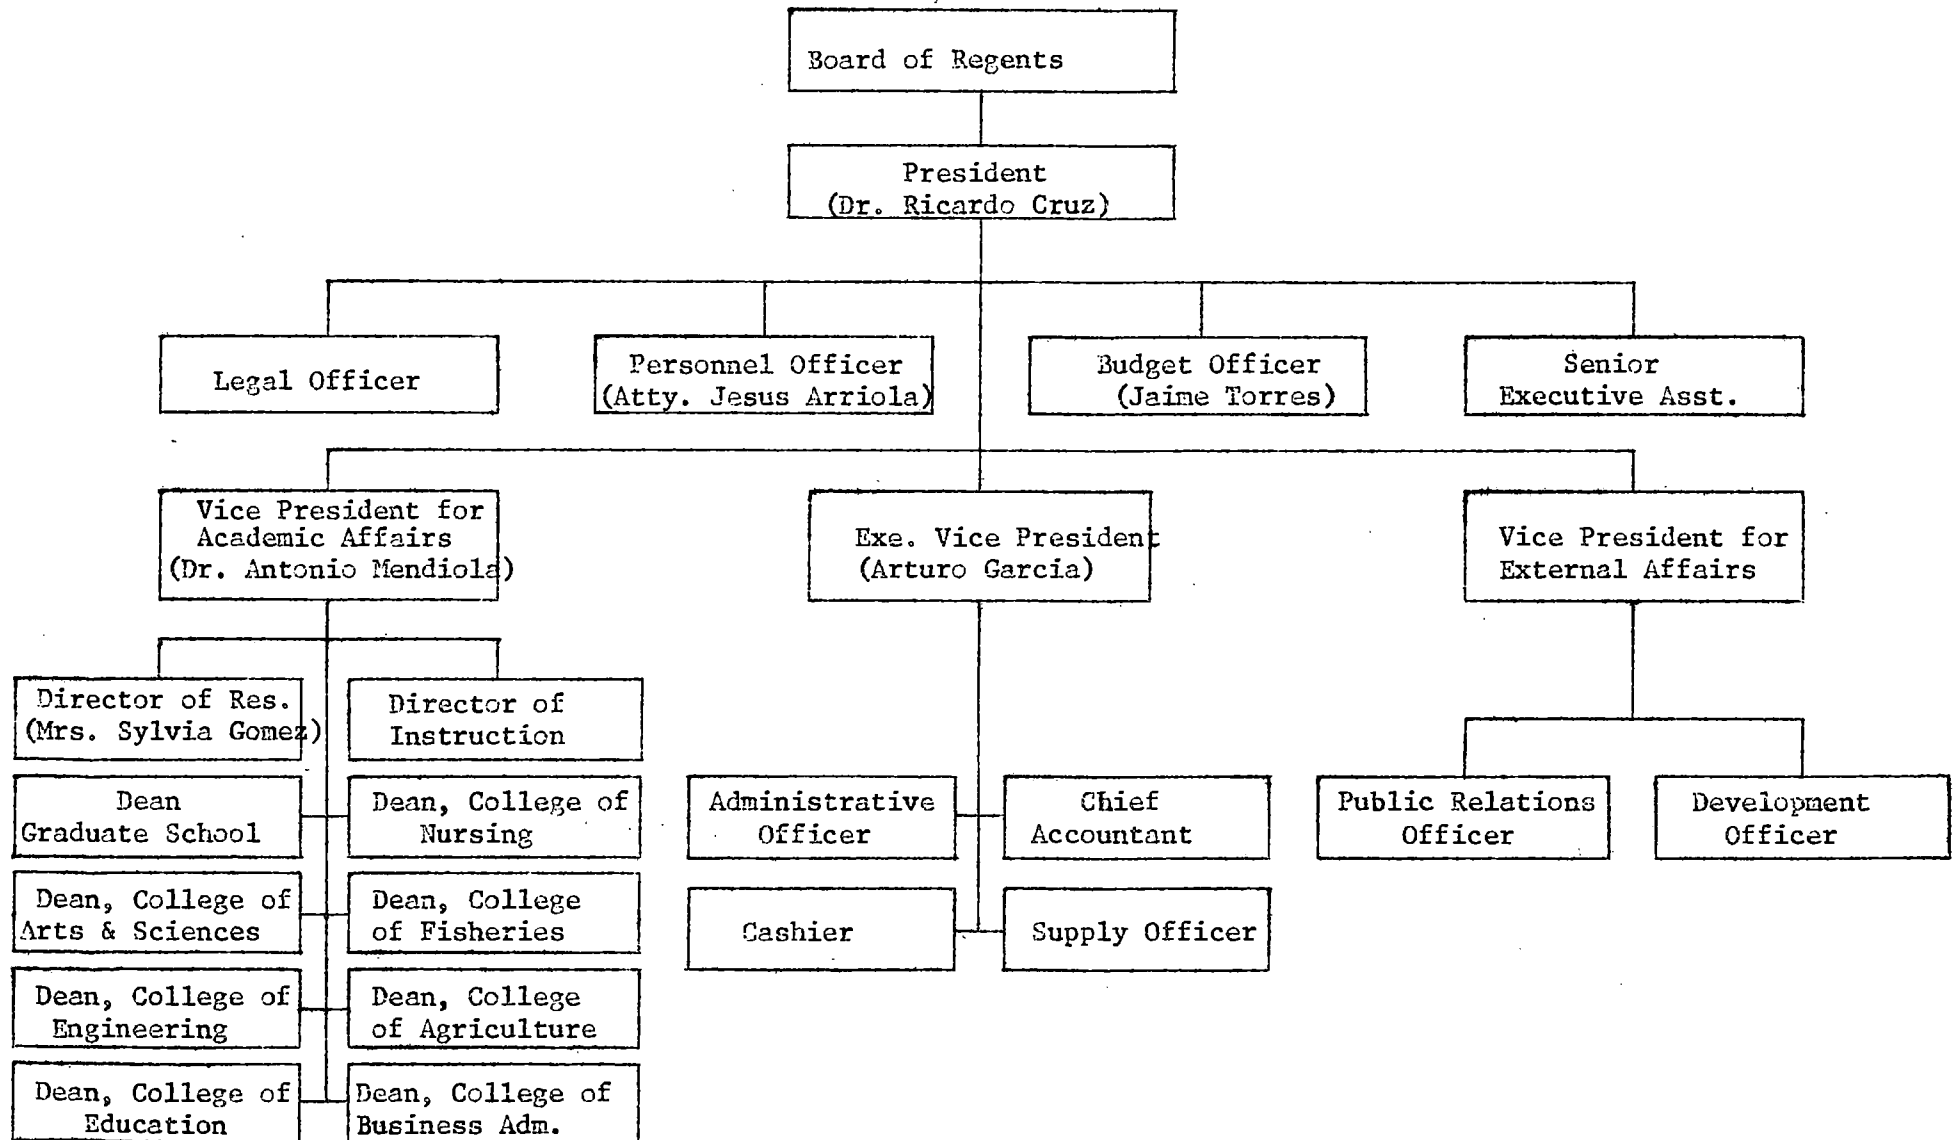 Board of Regents
President
(Dr. Ricardo Cruz)
Legal Officer
Personnel Officer
(Atty. Jesus Arriola)
Budget Officer
(Jaime Torres)
Senior
Executive Asst.
Vice President for
Academic Affairs
(Dr. Antonio Mendiola)
Exe. Vice President
(Arturo Garcia)
Vice President for
External Affairs
Director of Res.
(Mrs. Sylvia Gomez)
Director of
Instruction
Dean
Graduate School
Dean, College of
Nursing
Administrative
Officer
Chief
Accountant
Public Relations
Officer
Development
Officer
Dean, College of
Arts & Sciences
Dean, College
of Fisheries
Cashier
Supply Officer
Dean, College of
Engineering
Dean, College
of Agriculture
Dean, College of
Education
Dean, College of
Business Adm.